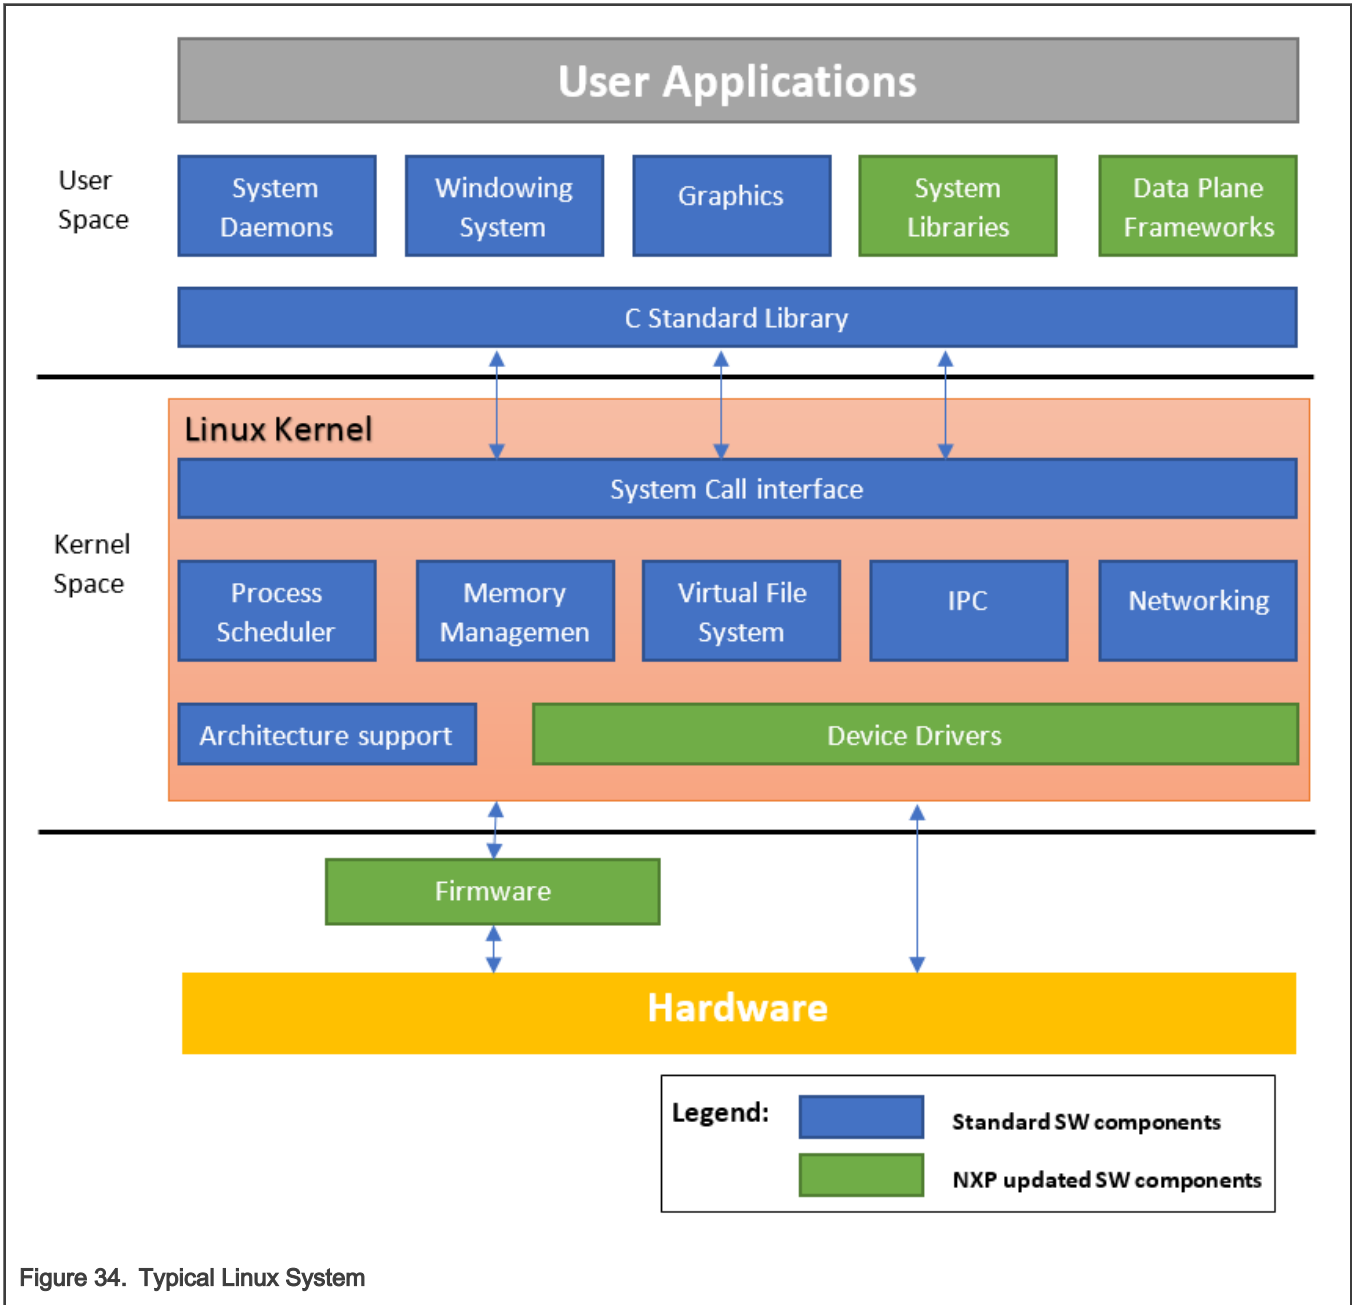 User Applications
User
Space
System
Daemons
Windowing
System
Graphics
System
Libraries
Data Plane
Frameworks
C Standard Library
Linux Kernel
System Call interface
Kernel
Space
Process
Scheduler
Memory
Managemen
Virtual File
System
IPC
Networking
Architecture support
Device Drivers
Firmware
Hardware
Legend:
Standard SW components
NXP updated SW components
Figure 34. Typical Linux System